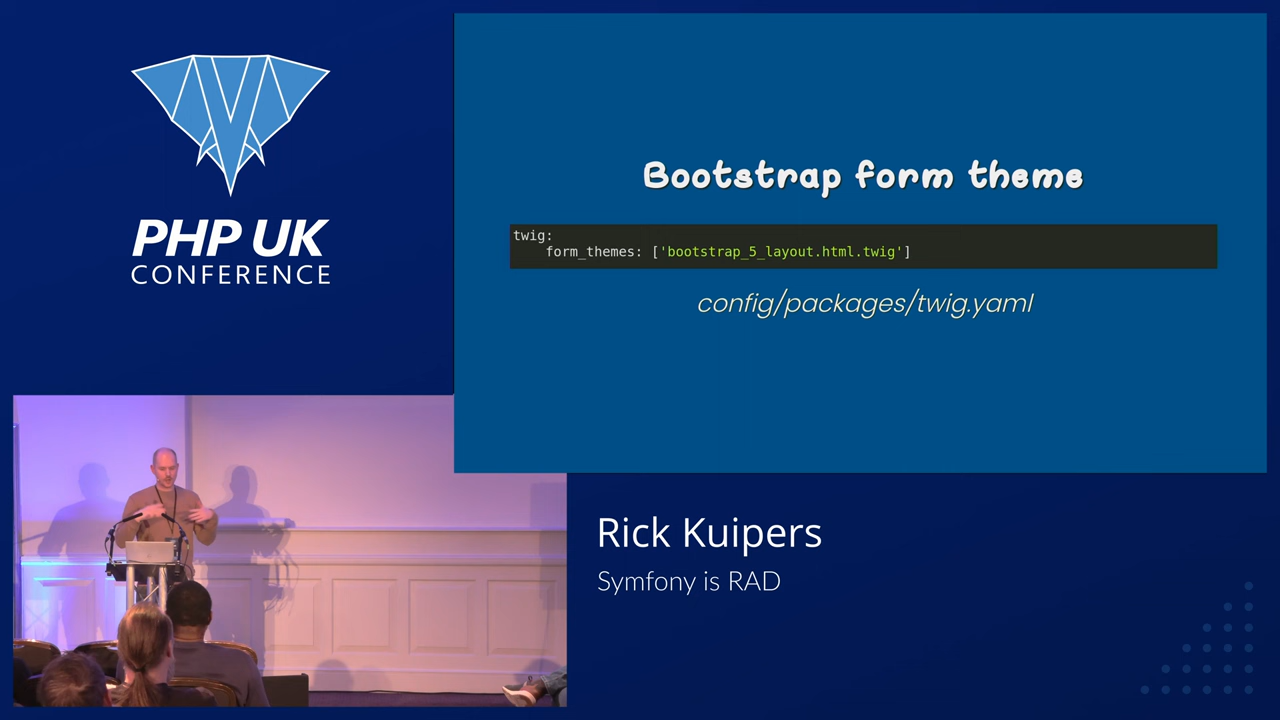 PHP UK
CONFERENCE
Bootstrap form theme
twig:
    form_themes: ['bootstrap_5_layout.html.twig']
config/packages/twig.yaml
Rick Kuipers
Symfony is RAD